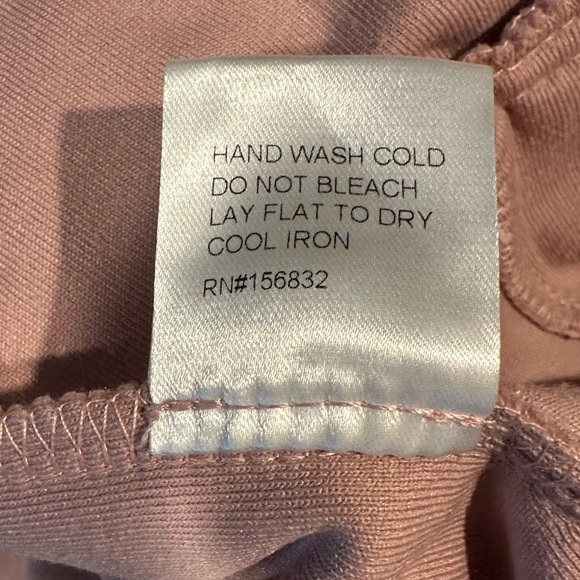 HAND WASH COLD
DO NOT BLEACH
LAY FLAT TO DRY
COOL IRON
RN#156832